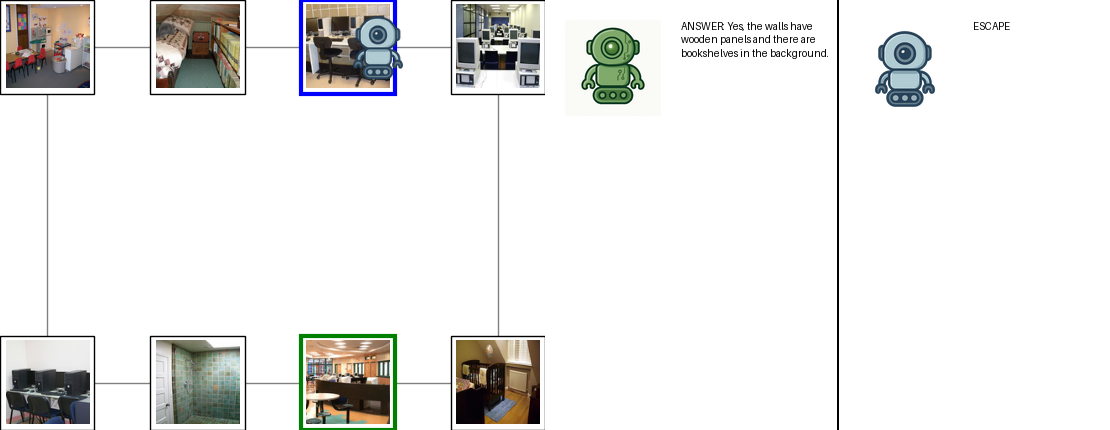 ANSWER: Yes, the walls have
wooden panels and there are
bookshelves in the background.
ESCAPE